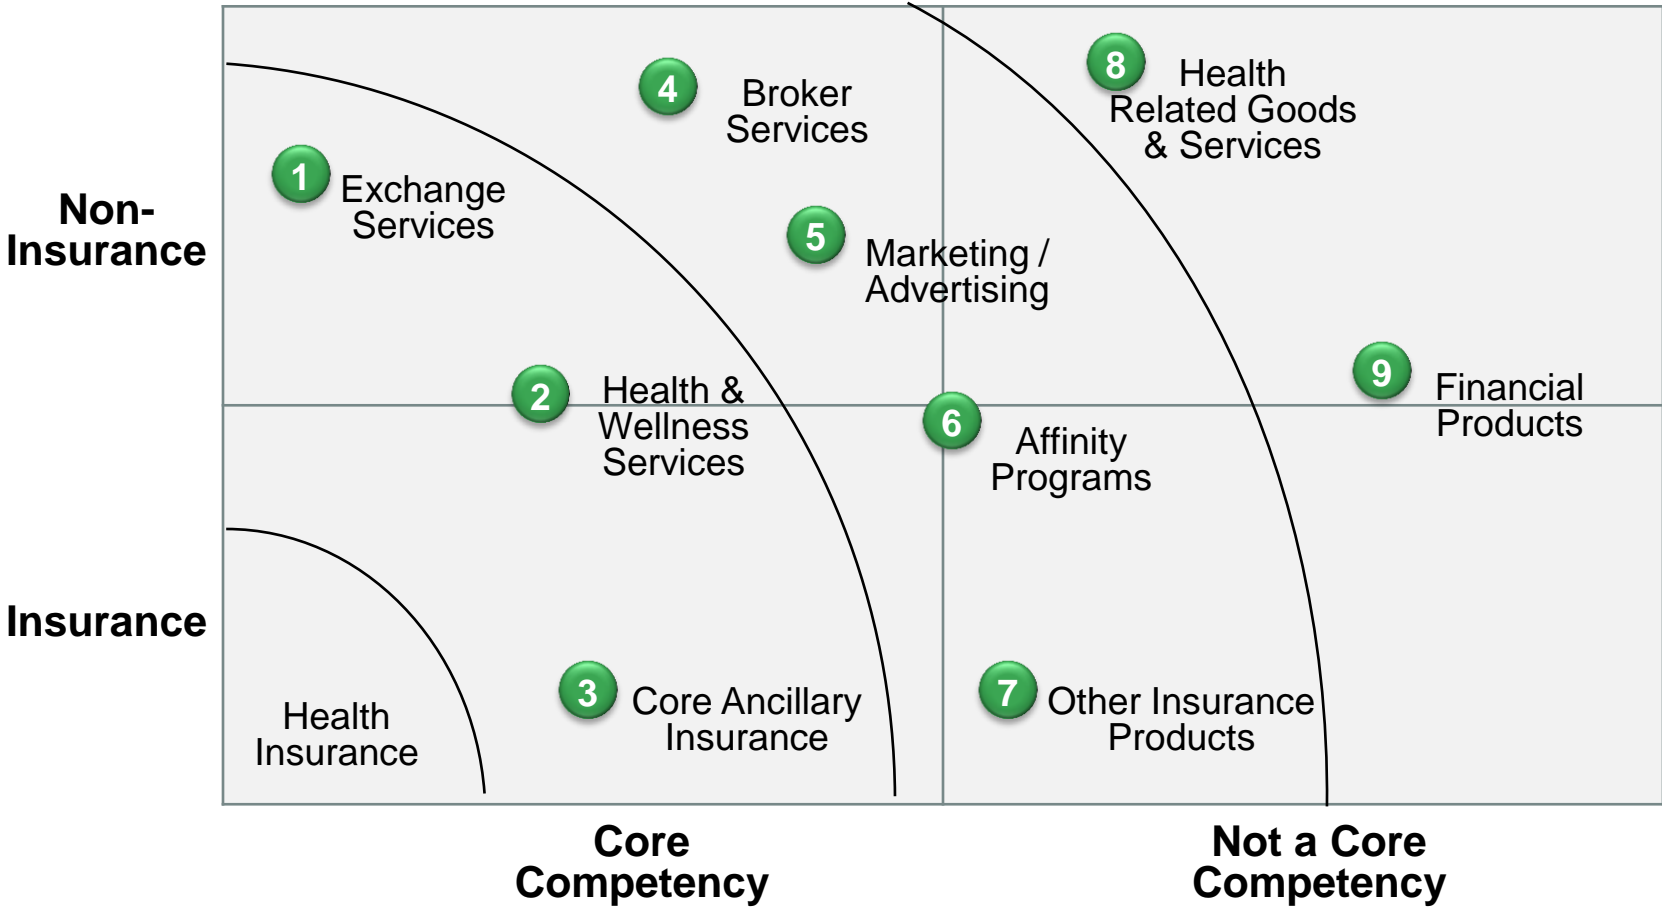 Non-
Insurance
Insurance
1
Exchange
Services
2
Health &
Wellness
Services
3
Core Ancillary
Insurance
Health
Insurance
4
Broker
Services
5
Marketing /
Advertising
6
Affinity
Programs
7
Other Insurance
Products
8
Health
Related Goods
& Services
9
Financial
Products
Core
Competency
Not a Core
Competency